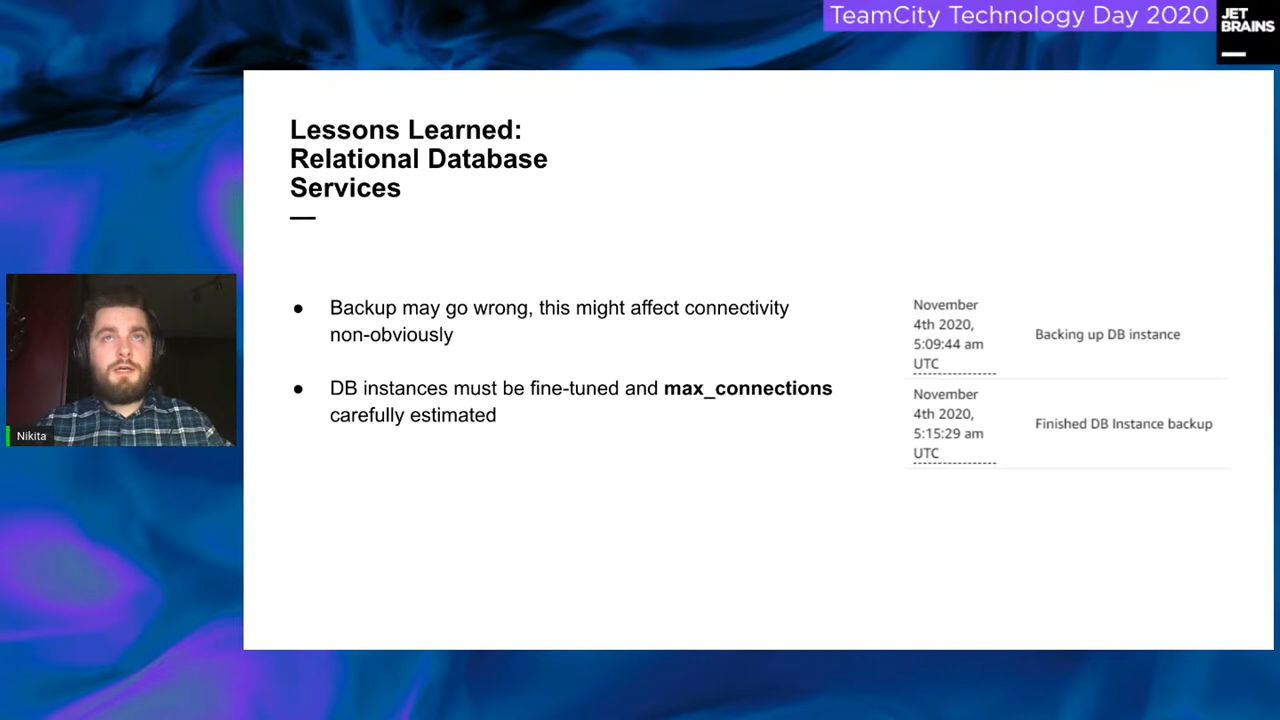 TeamCity Technology Day 2020
JET
BRAINS
Lessons Learned:
Relational Database
Services
● Backup may go wrong, this might affect connectivity
non-obviously
● DB instances must be fine-tuned and max_connections
carefully estimated
November
4th 2020,
5:09:44 am
UTC
Backing up DB instance
November
4th 2020,
5:15:29 am
UTC
Finished DB Instance backup
Nikita